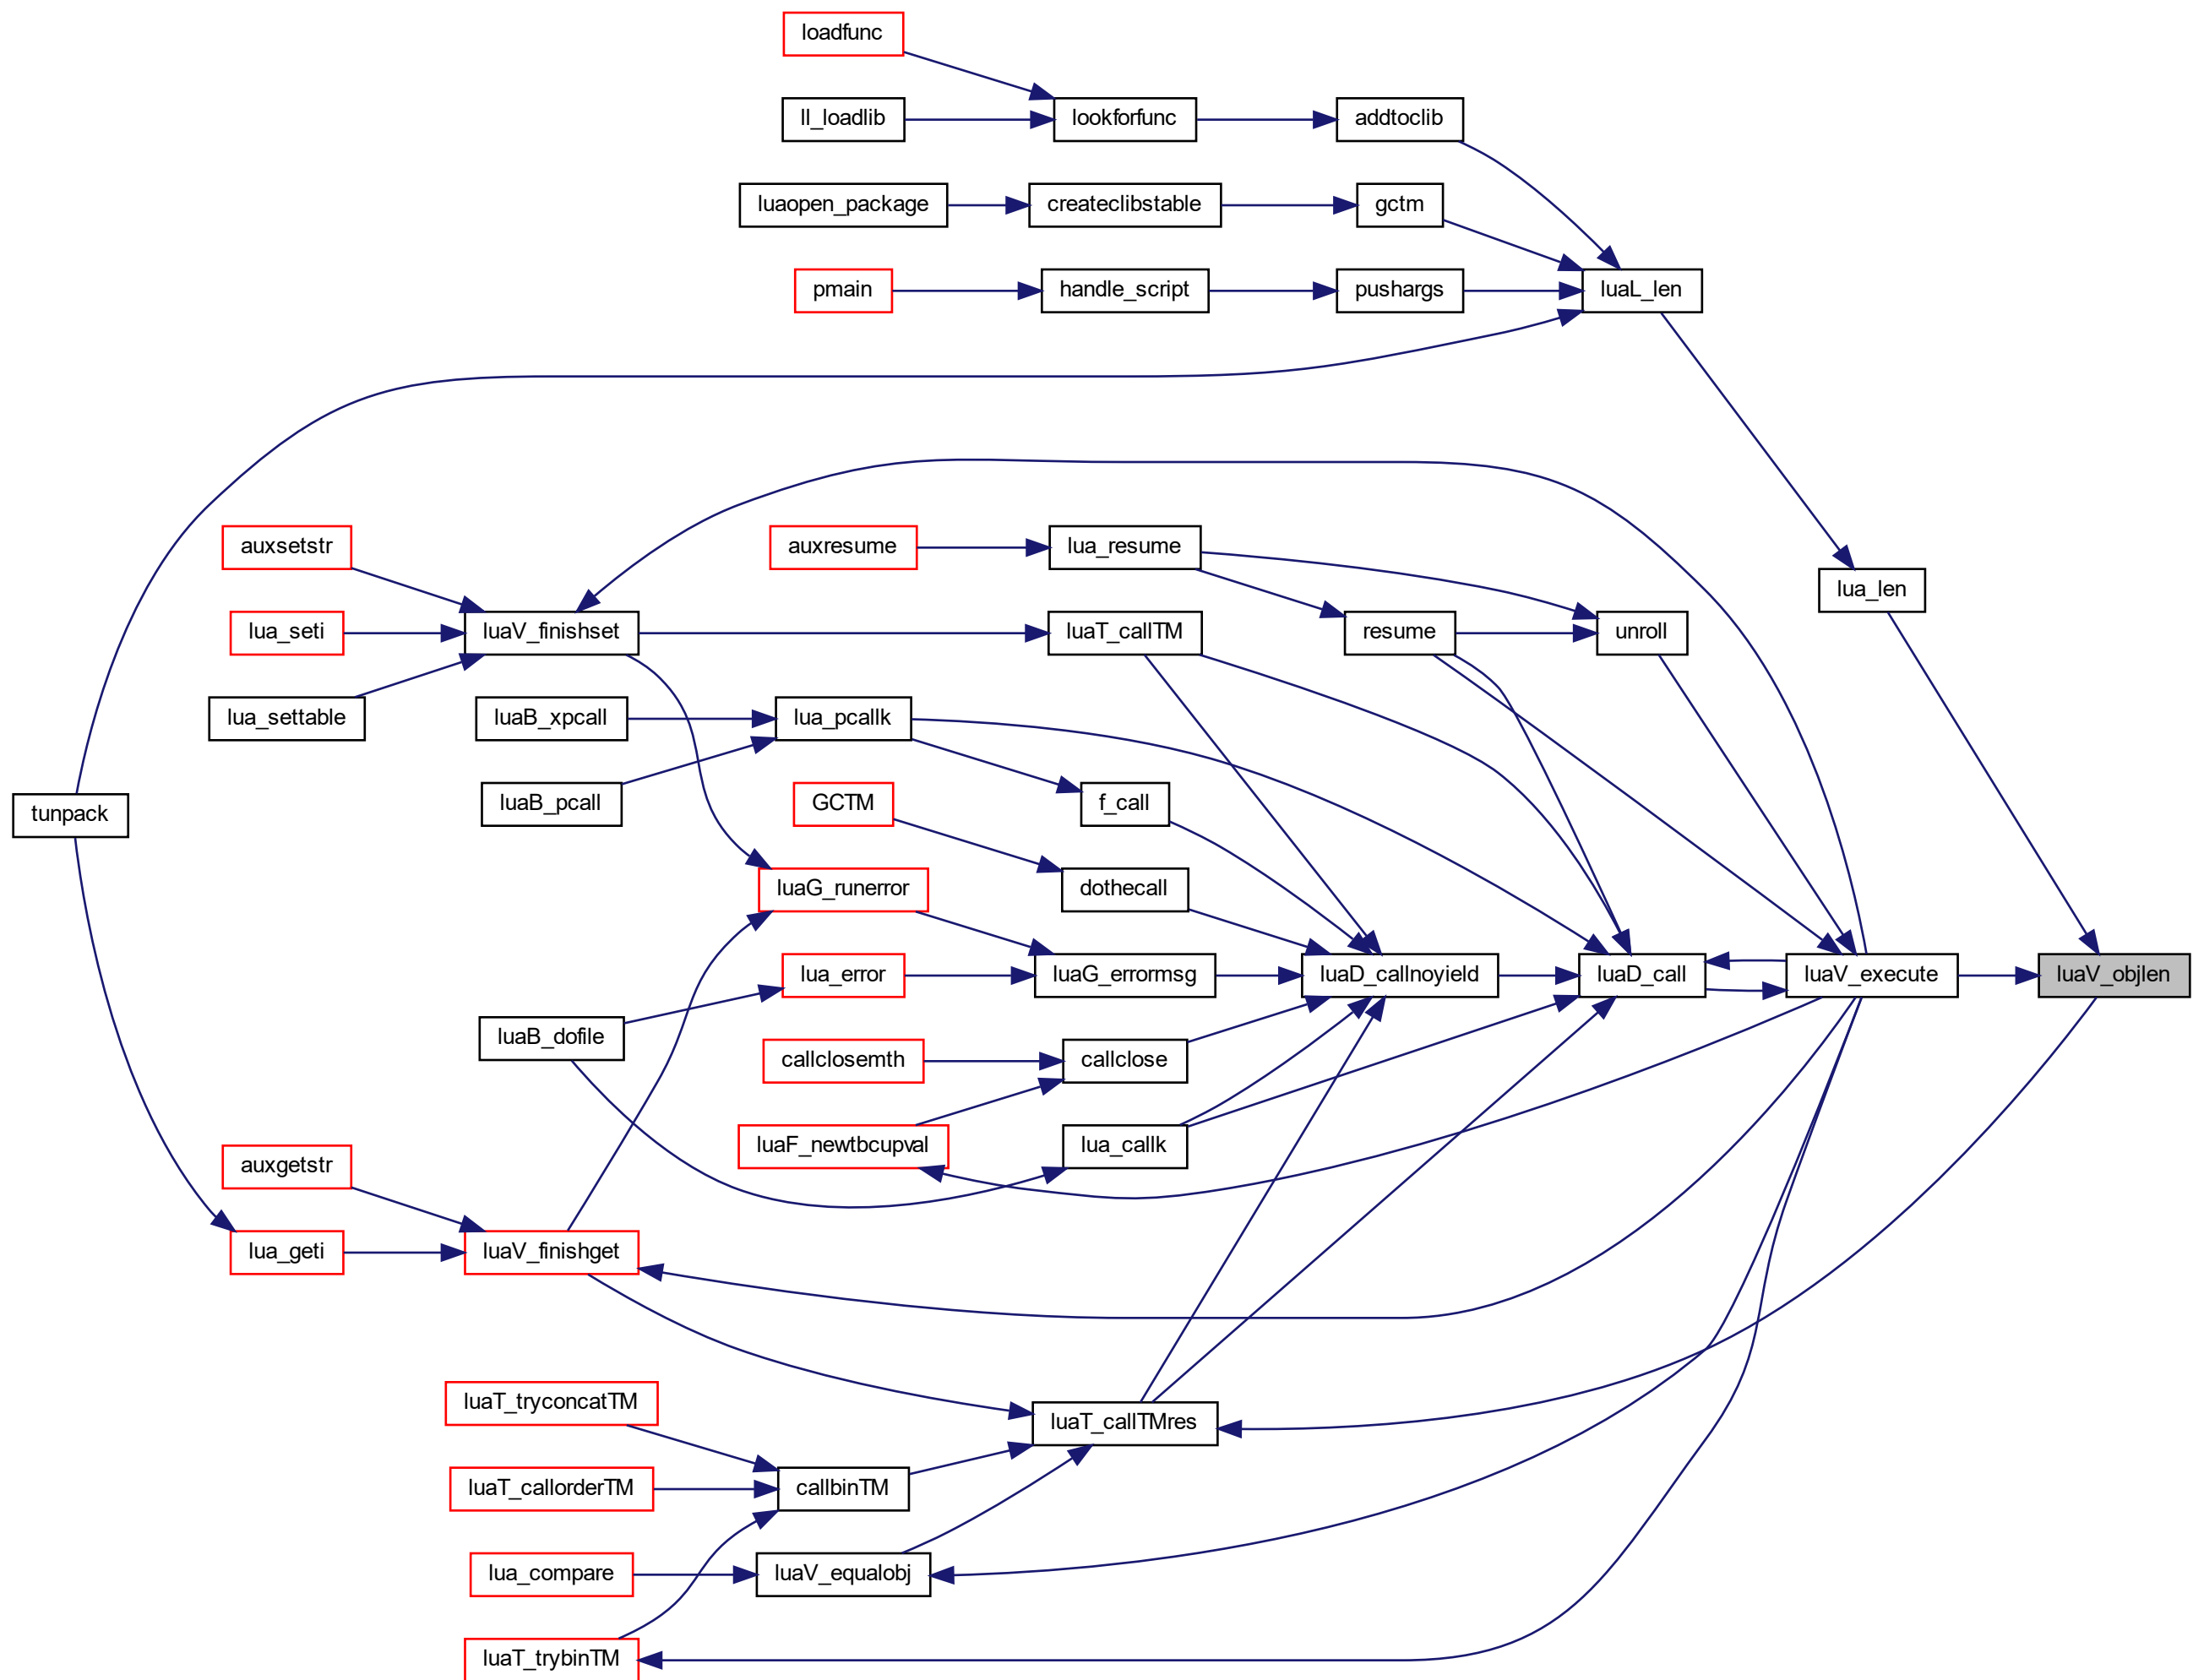 loadfunc
ll_loadlib
lookforfunc
addtoclib
luaopen_package
createclibstable
gctm
pmain
handle_script
pushargs
luaL_len
auxsetstr
auxresume
lua_resume
lua_len
lua_seti
luaV_finishset
luaT_callTM
resume
unroll
lua_settable
luaB_xpcall
lua_pcallk
tunpack
luaB_pcall
GCTM
f_call
luaG_runerror
dothecall
lua_error
luaG_errormsg
luaD_callnoyield
luaD_call
luaV_execute
luaV_objlen
luaB_dofile
callclosemth
callclose
luaF_newtbcupval
lua_callk
auxgetstr
lua_geti
luaV_finishget
luaT_tryconcatTM
luaT_callTMres
luaT_callorderTM
callbinTM
lua_compare
luaV_equalobj
luaT_trybinTM